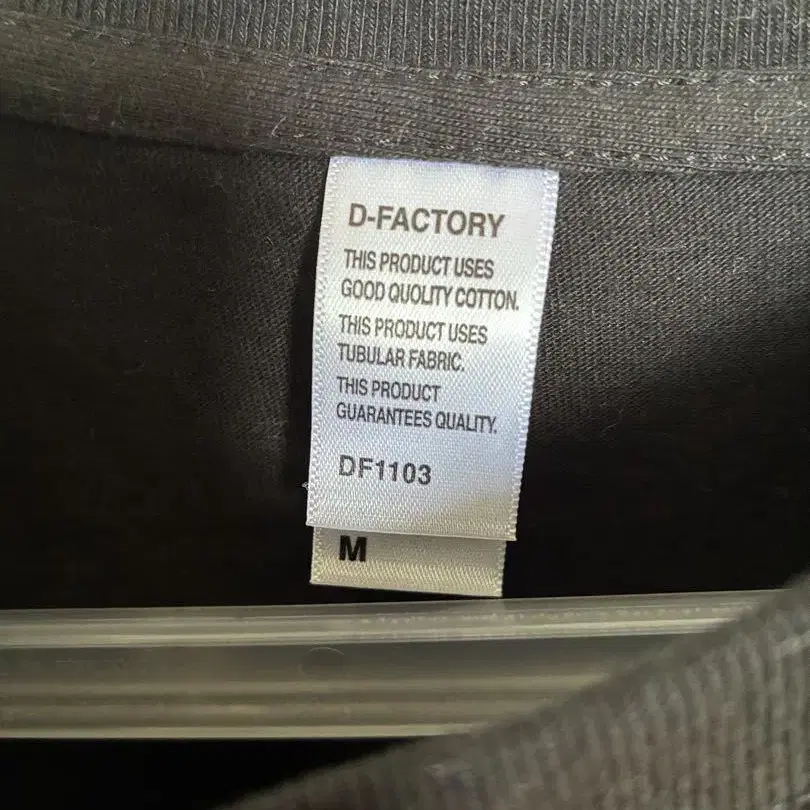 D-FACTORY
THIS PRODUCT USES
GOOD QUOLITY COTTON.
THIS PRODUCT USES
TUBULAR FABRIC.
THIS PRODUCT
GUARANTEES QUALITY.
DF1103
M